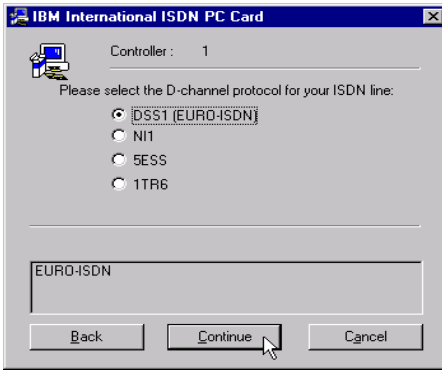 IBM International ISDN PC Card
Controller : 1
Please select the D-channel protocol for your ISDN line:
DSS1 (EURO-ISDN)
NI1
5ESS
1TR6
EURO-ISDN
Back Continue Cancel